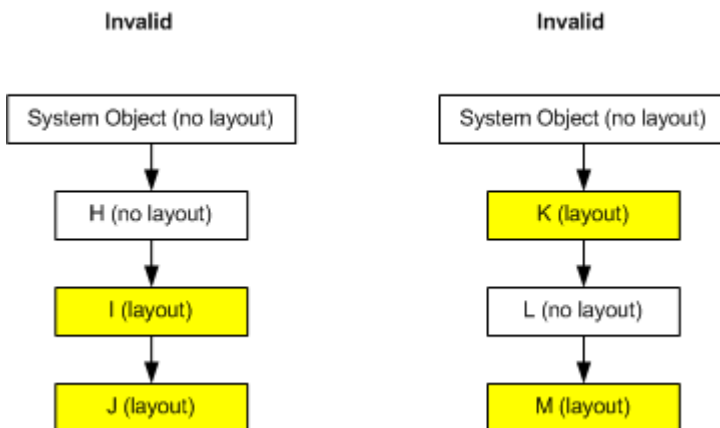 Invalid
System Object (no layout)
H (no layout)
I (layout)
J (layout)
Invalid
System Object (no layout)
K (layout)
L (no layout)
M (layout)